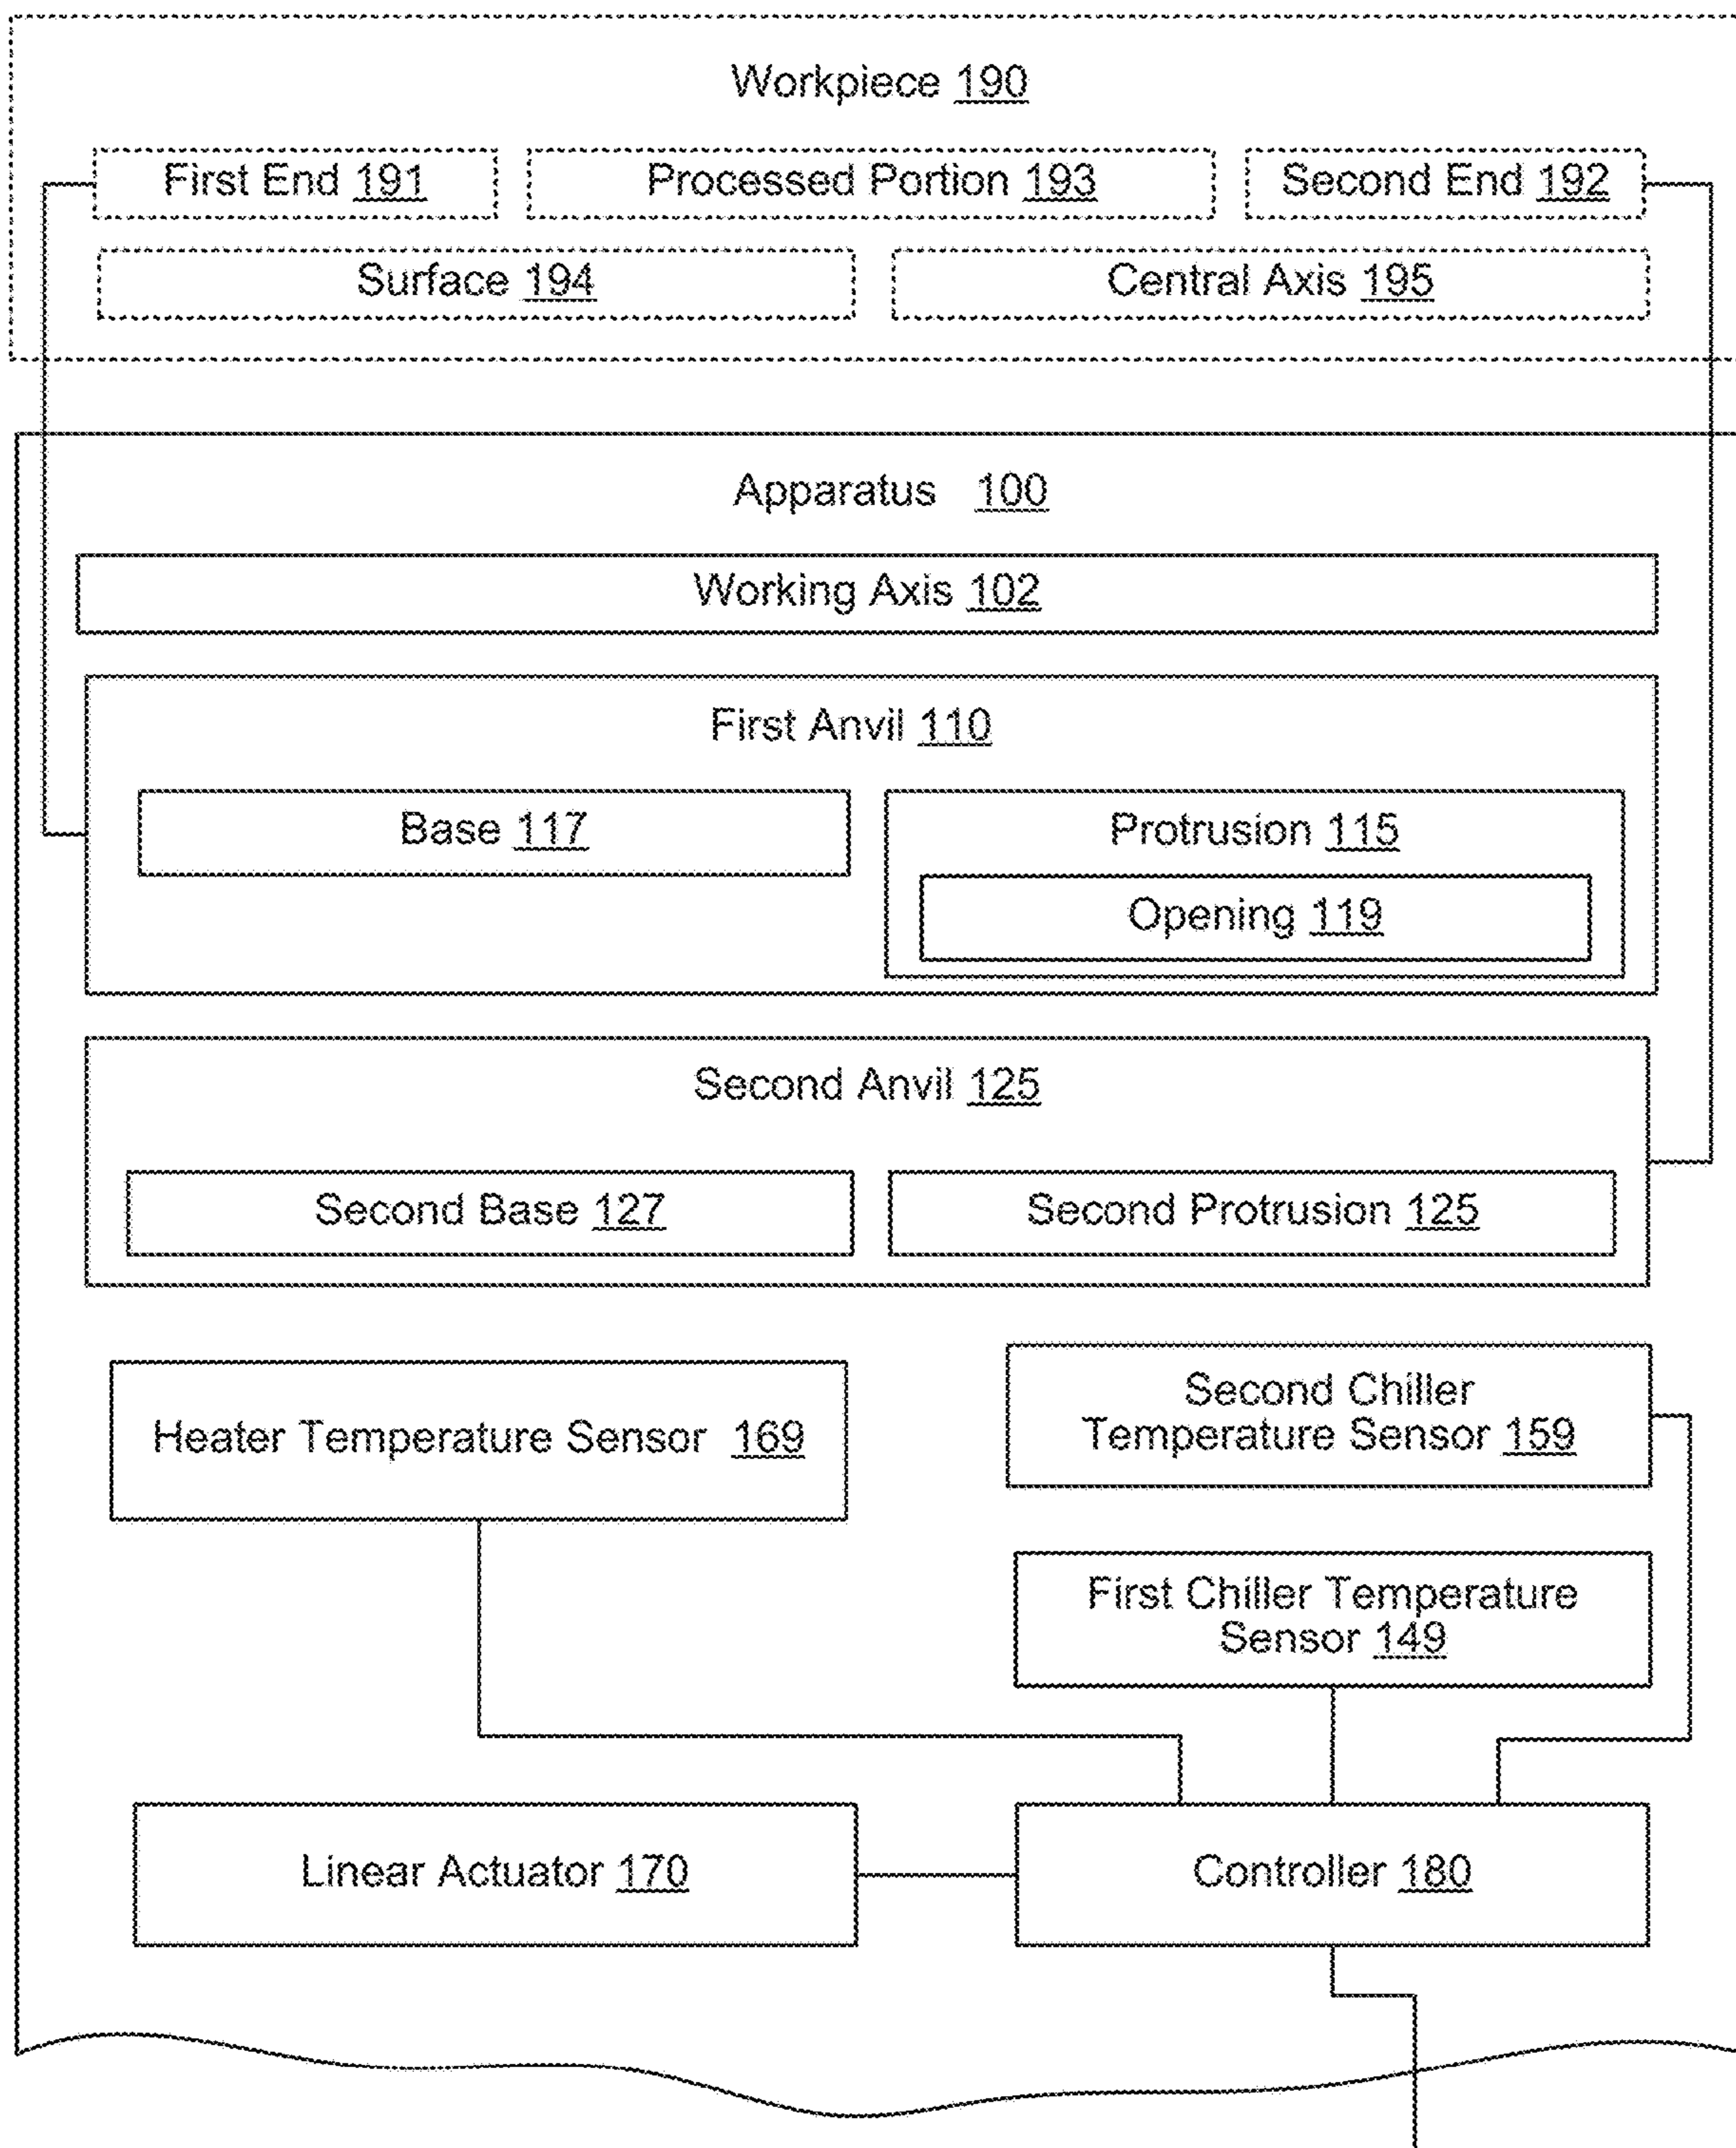 Workpiece 190
First End 191
Processed Portion 193
Second End 192
Surface 194
Central Axis 195
Apparatus 100
Working Axis 102
First Anvil 110
Base 117
Protrusion 115
Opening 119
Second Anvil 125
Second Base 127
Second Protrusion 125
Heater Temperature Sensor 169
Second Chiller
Temperature Sensor 159
First Chiller Temperature
Sensor 149
Linear Actuator 170
Controller 180